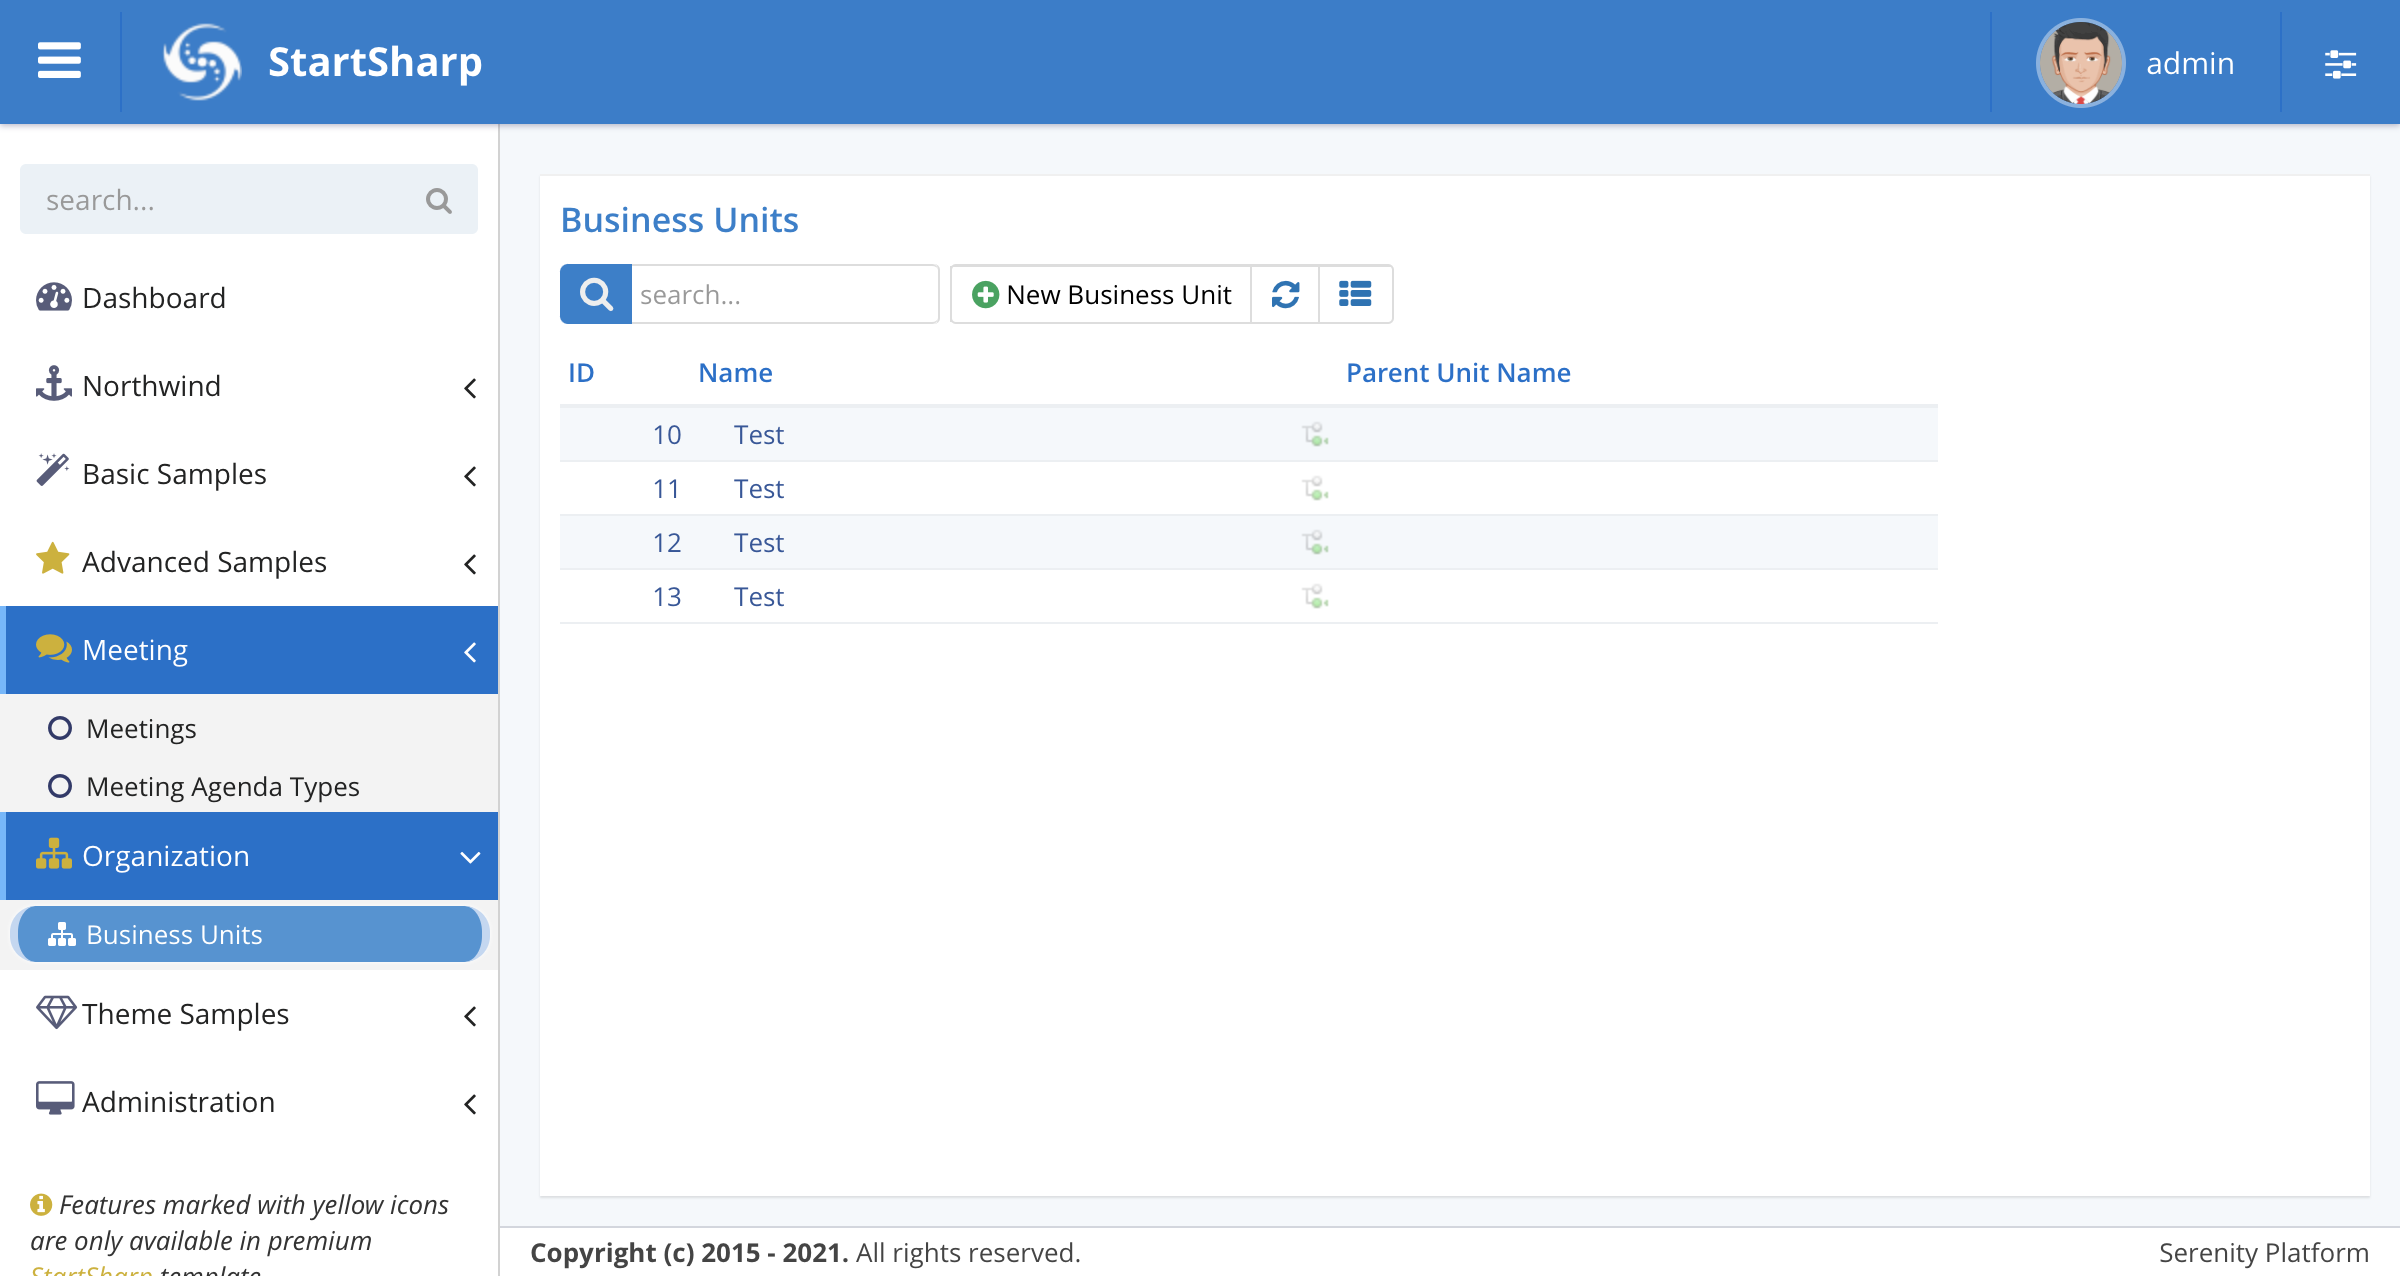 StartSharp
admin
search...
Dashboard
Northwind
Basic Samples
Advanced Samples
Meeting
Meetings
Meeting Agenda Types
Organization
Business Units
Theme Samples
Administration
Features marked with yellow icons
are only available in premium
StartSharp template
Business Units
search...
New Business Unit
ID Name Parent Unit Name
10 Test
11 Test
12 Test
13 Test
Copyright (c) 2015 - 2021. All rights reserved.
Serenity Platform